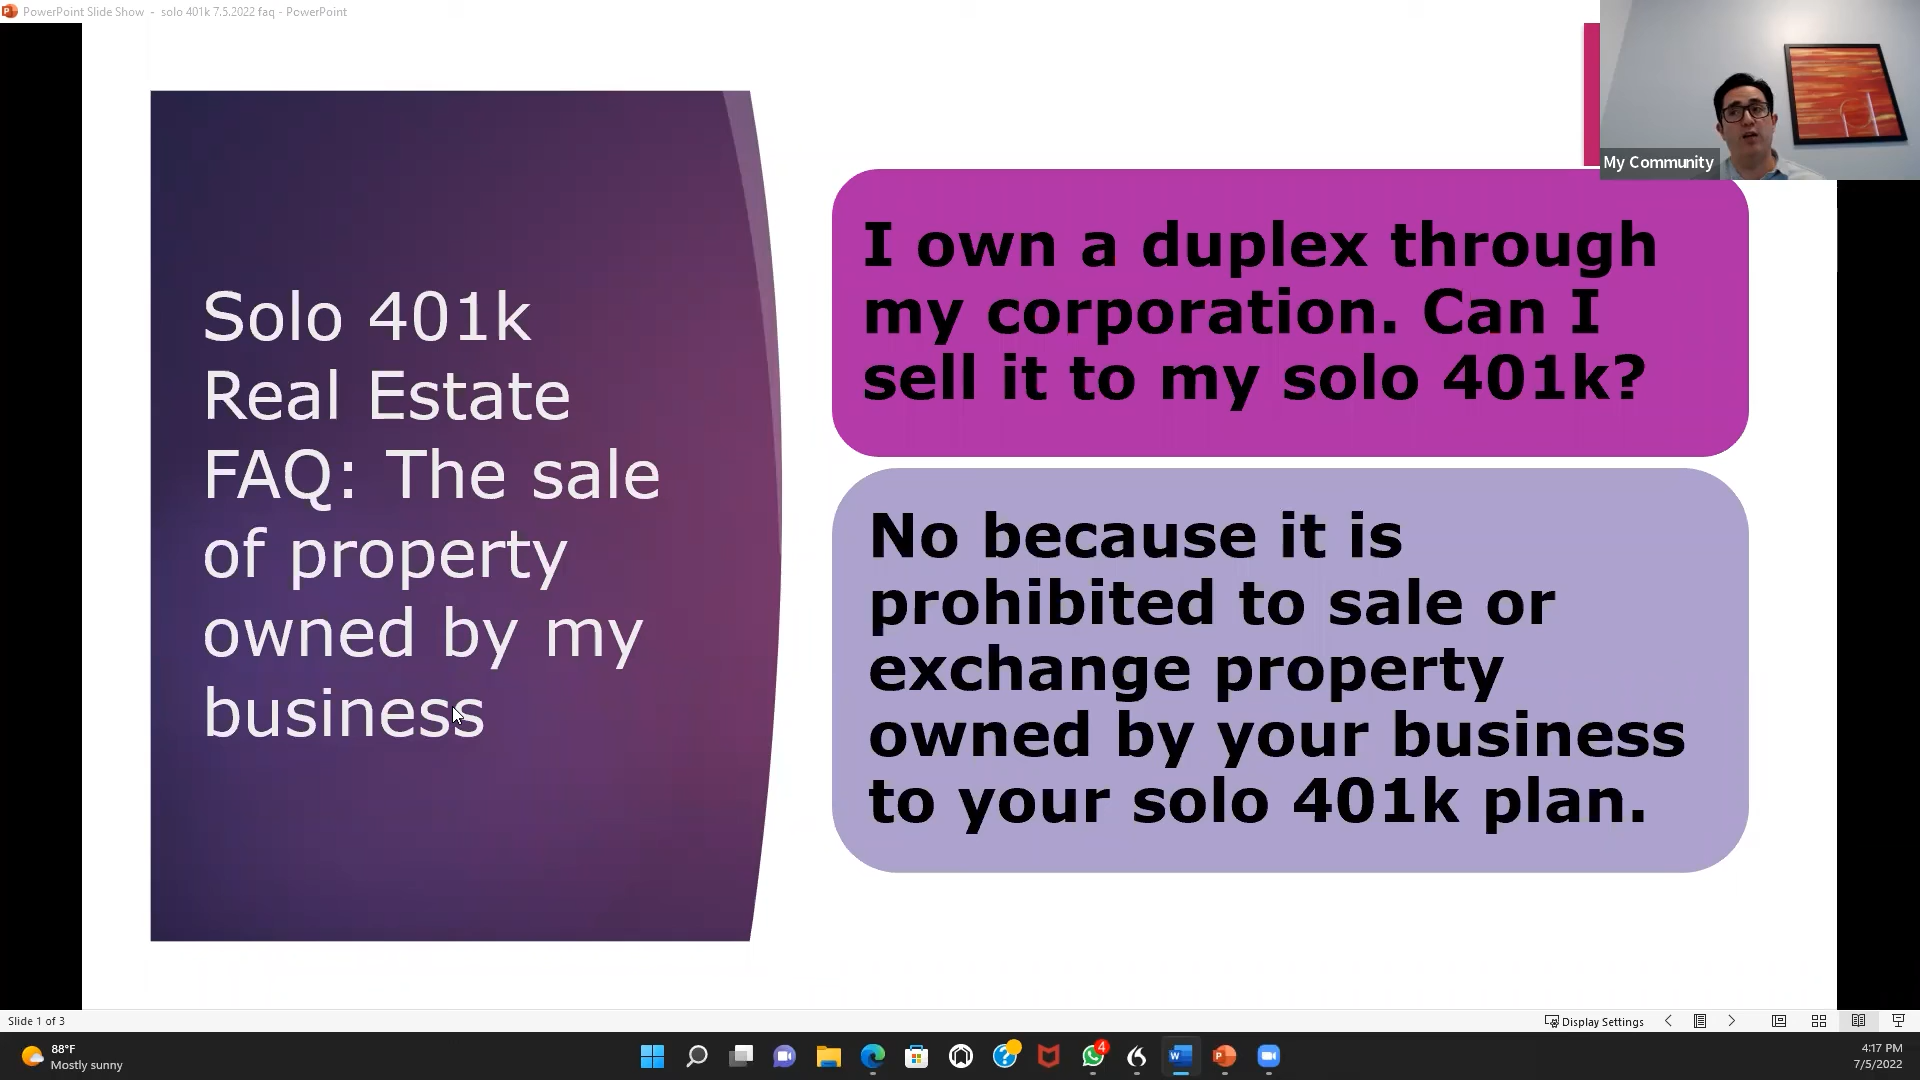 PowerPoint Slide Show - solo 401k 7.5.2022 faq - PowerPoint
My Community
Solo 401k
Real Estate
FAQ: The sale
of property
owned by my
business
I own a duplex through
my corporation. Can I
sell it to my solo 401k?
No because it is
prohibited to sale or
exchange property
owned by your business
to your solo 401k plan.
Slide 1 of 3
Display Settings
88°F
Mostly sunny
4
4:17 PM
7/5/2022